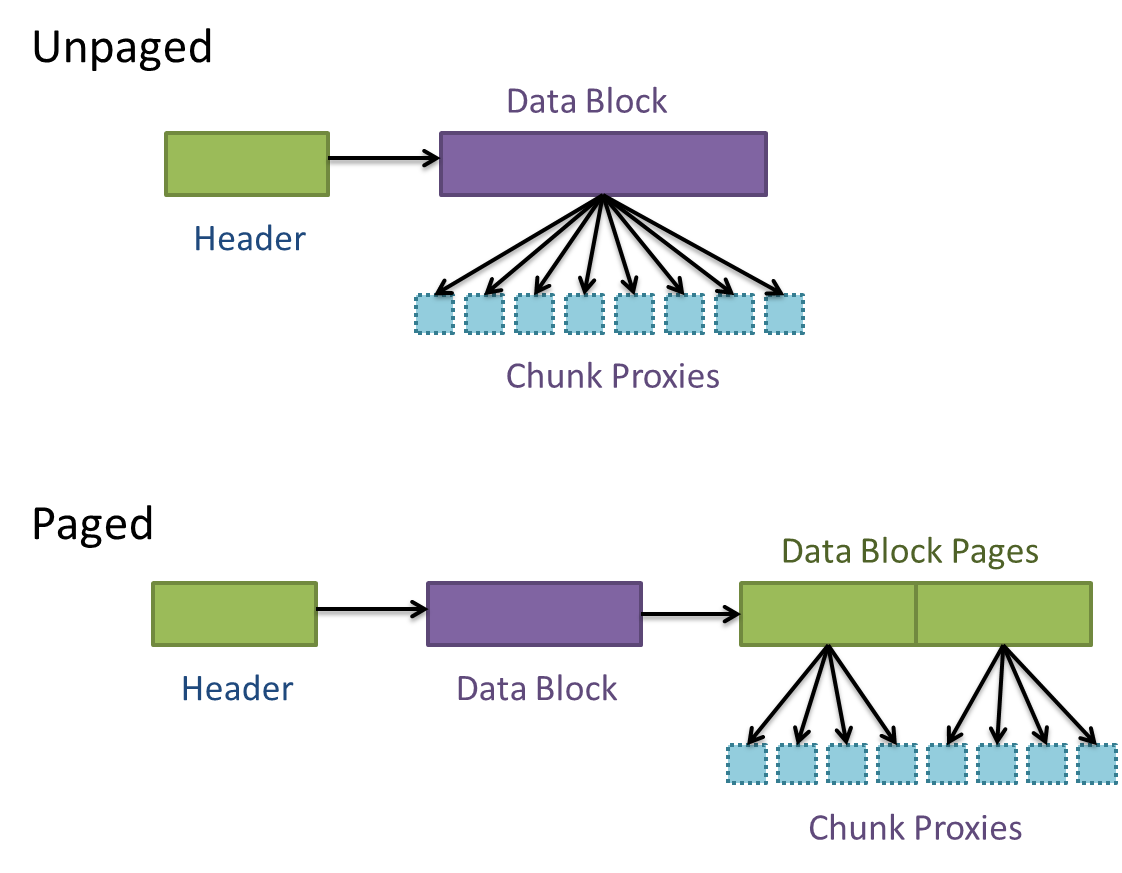 Unpaged
Data Block
Header
Chunk Proxies
Paged
Data Block Pages
Header
Data Block
Chunk Proxies